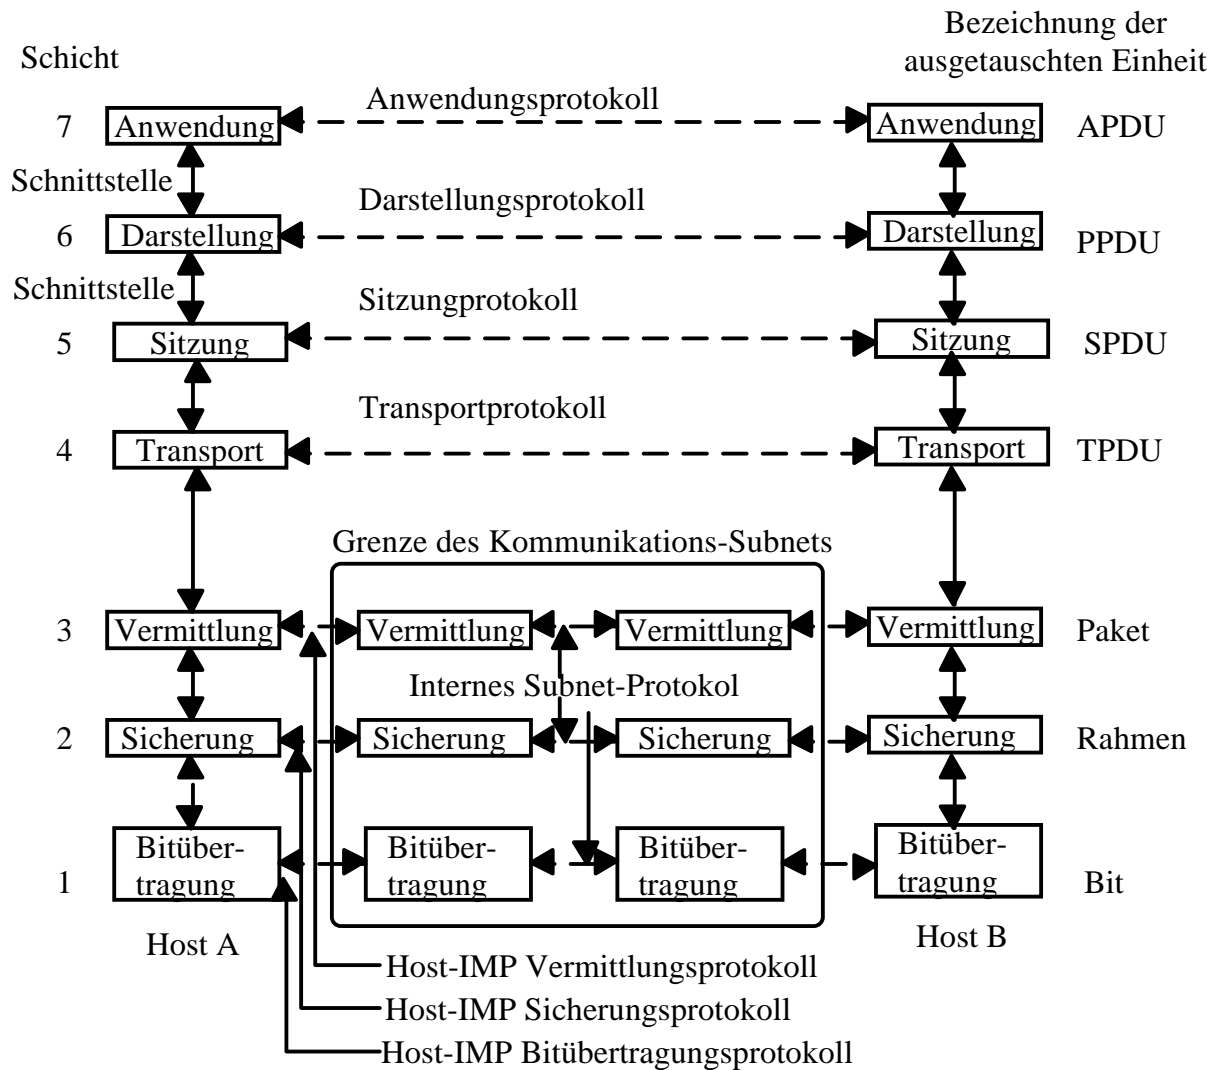 Bezeichnung der
ausgetauschten Einheit
Schicht
Anwendungsprotokoll
7 Anwendung Anwendung APDU
Schnittstelle
Darstellungsprotokoll
6 Darstellung Darstellung PPDU
Schnittstelle
Sitzungprotokoll
5 Sitzung Sitzung SPDU
Transportprotokoll
4 Transport Transport TPDU
Grenze des Kommunikations-Subnets
3 Vermittlung Vermittlung Vermittlung Vermittlung Paket
Internes Subnet-Protokol
2 Sicherung Sicherung Sicherung Sicherung Rahmen
Bitüber- Bitüber- Bitüber- Bitüber-
1 tragung tragung tragung tragung Bit
Host A Host B
Host-IMP Vermittlungsprotokoll
Host-IMP Sicherungsprotokoll
Host-IMP Bitübertragungsprotokoll